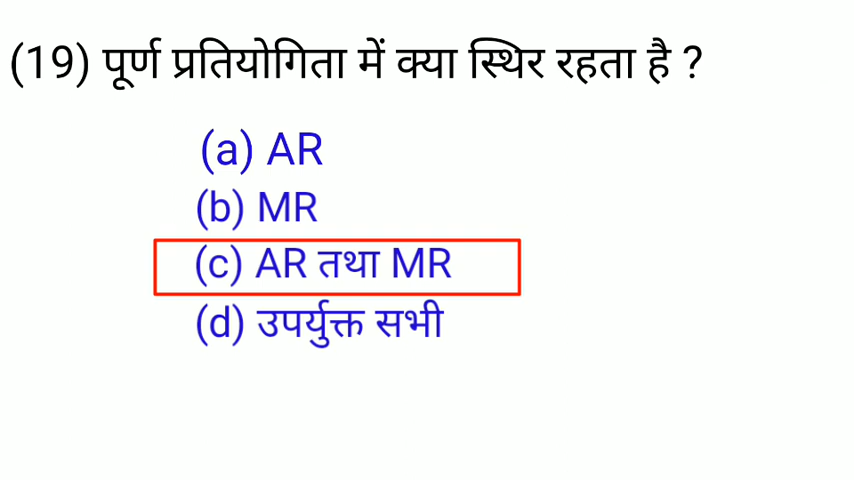 (19) पूर्ण प्रतियोगिता में क्या स्थिर रहता है ?
(a) AR
(b) MR
(c) AR तथा MR
(d) उपर्युक्त सभी